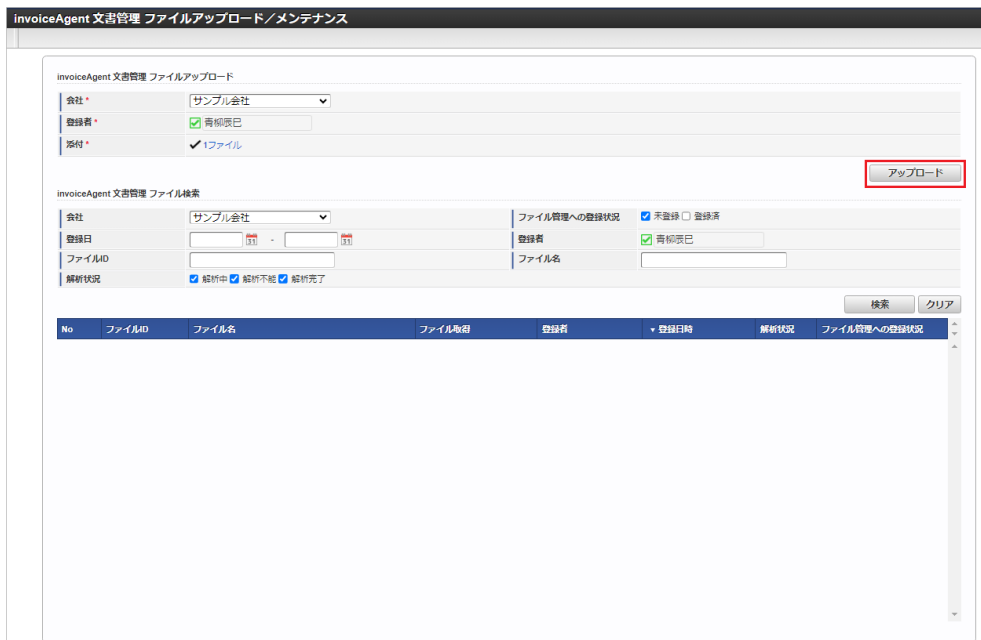 invoiceAgent 文書管理 ファイルアップロード／メンテナンス
invoiceAgent 文書管理 ファイルアップロード
会社* サンプル会社
登録者* 青柳辰巳
添付* 1ファイル
アップロード
invoiceAgent 文書管理 ファイル検索
会社 サンプル会社 ファイル管理への登録状況 未登録 登録済
登録日 31 - 31 登録者 青柳辰巳
ファイルID ファイル名
解析状況 解析中 解析不能 解析完了
検索 クリア
No ファイルID ファイル名 ファイル取得 登録者 ▼登録日時 解析状況 ファイル管理への登録状況